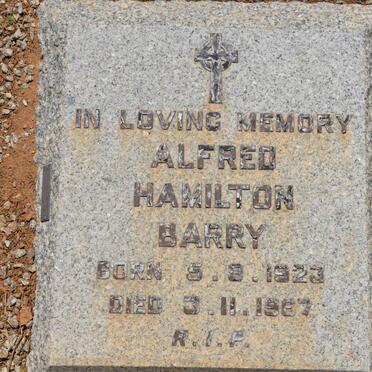 IN LOVING MEMORY
ALFRED
HAMILTON
BARRY
BORN 5.9.1923
DIED 3.11.1967
R.I.P.